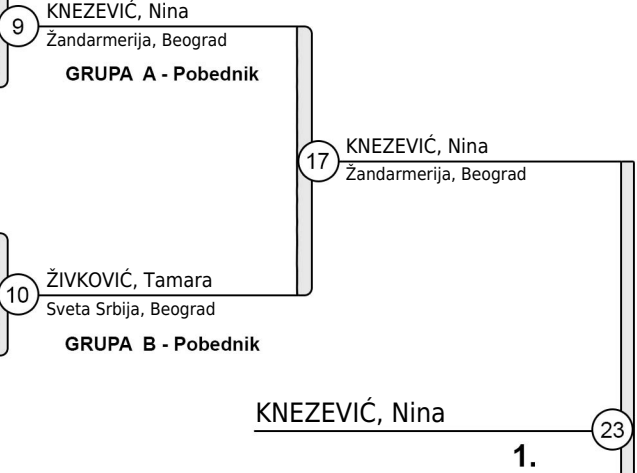 KNEZEVIĆ, Nina
9
Žandarmerija, Beograd
GRUPA A - Pobednik
KNEZEVIĆ, Nina
17
Žandarmerija, Beograd
ŽIVKOVIĆ, Tamara
10
Sveta Srbija, Beograd
GRUPA B - Pobednik
KNEZEVIĆ, Nina
23
1.